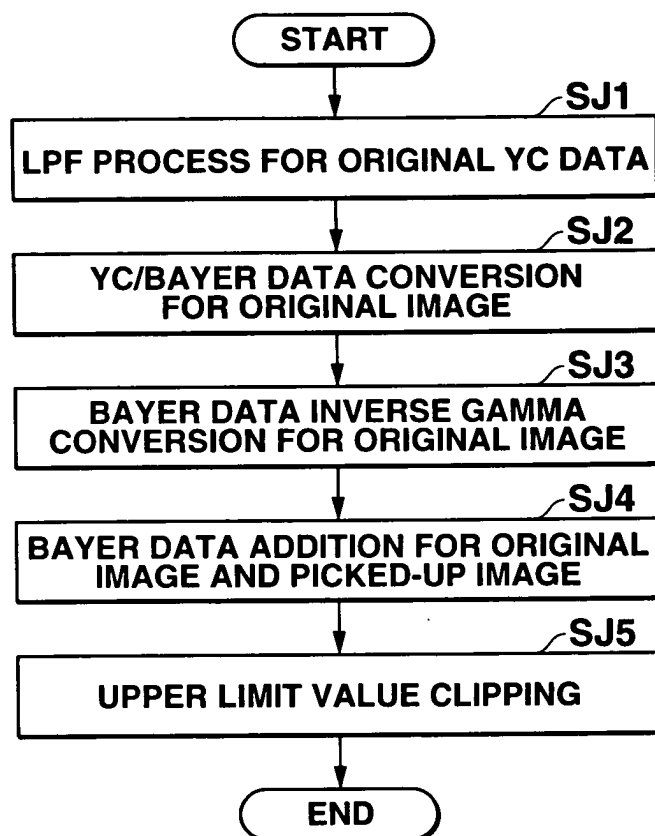 START
SJ1
LPF PROCESS FOR ORIGINAL YC DATA
SJ2
YC/BAYER DATA CONVERSION
FOR ORIGINAL IMAGE
SJ3
BAYER DATA INVERSE GAMMA
CONVERSION FOR ORIGINAL IMAGE
SJ4
BAYER DATA ADDITION FOR ORIGINAL
IMAGE AND PICKED-UP IMAGE
SJ5
UPPER LIMIT VALUE CLIPPING
END